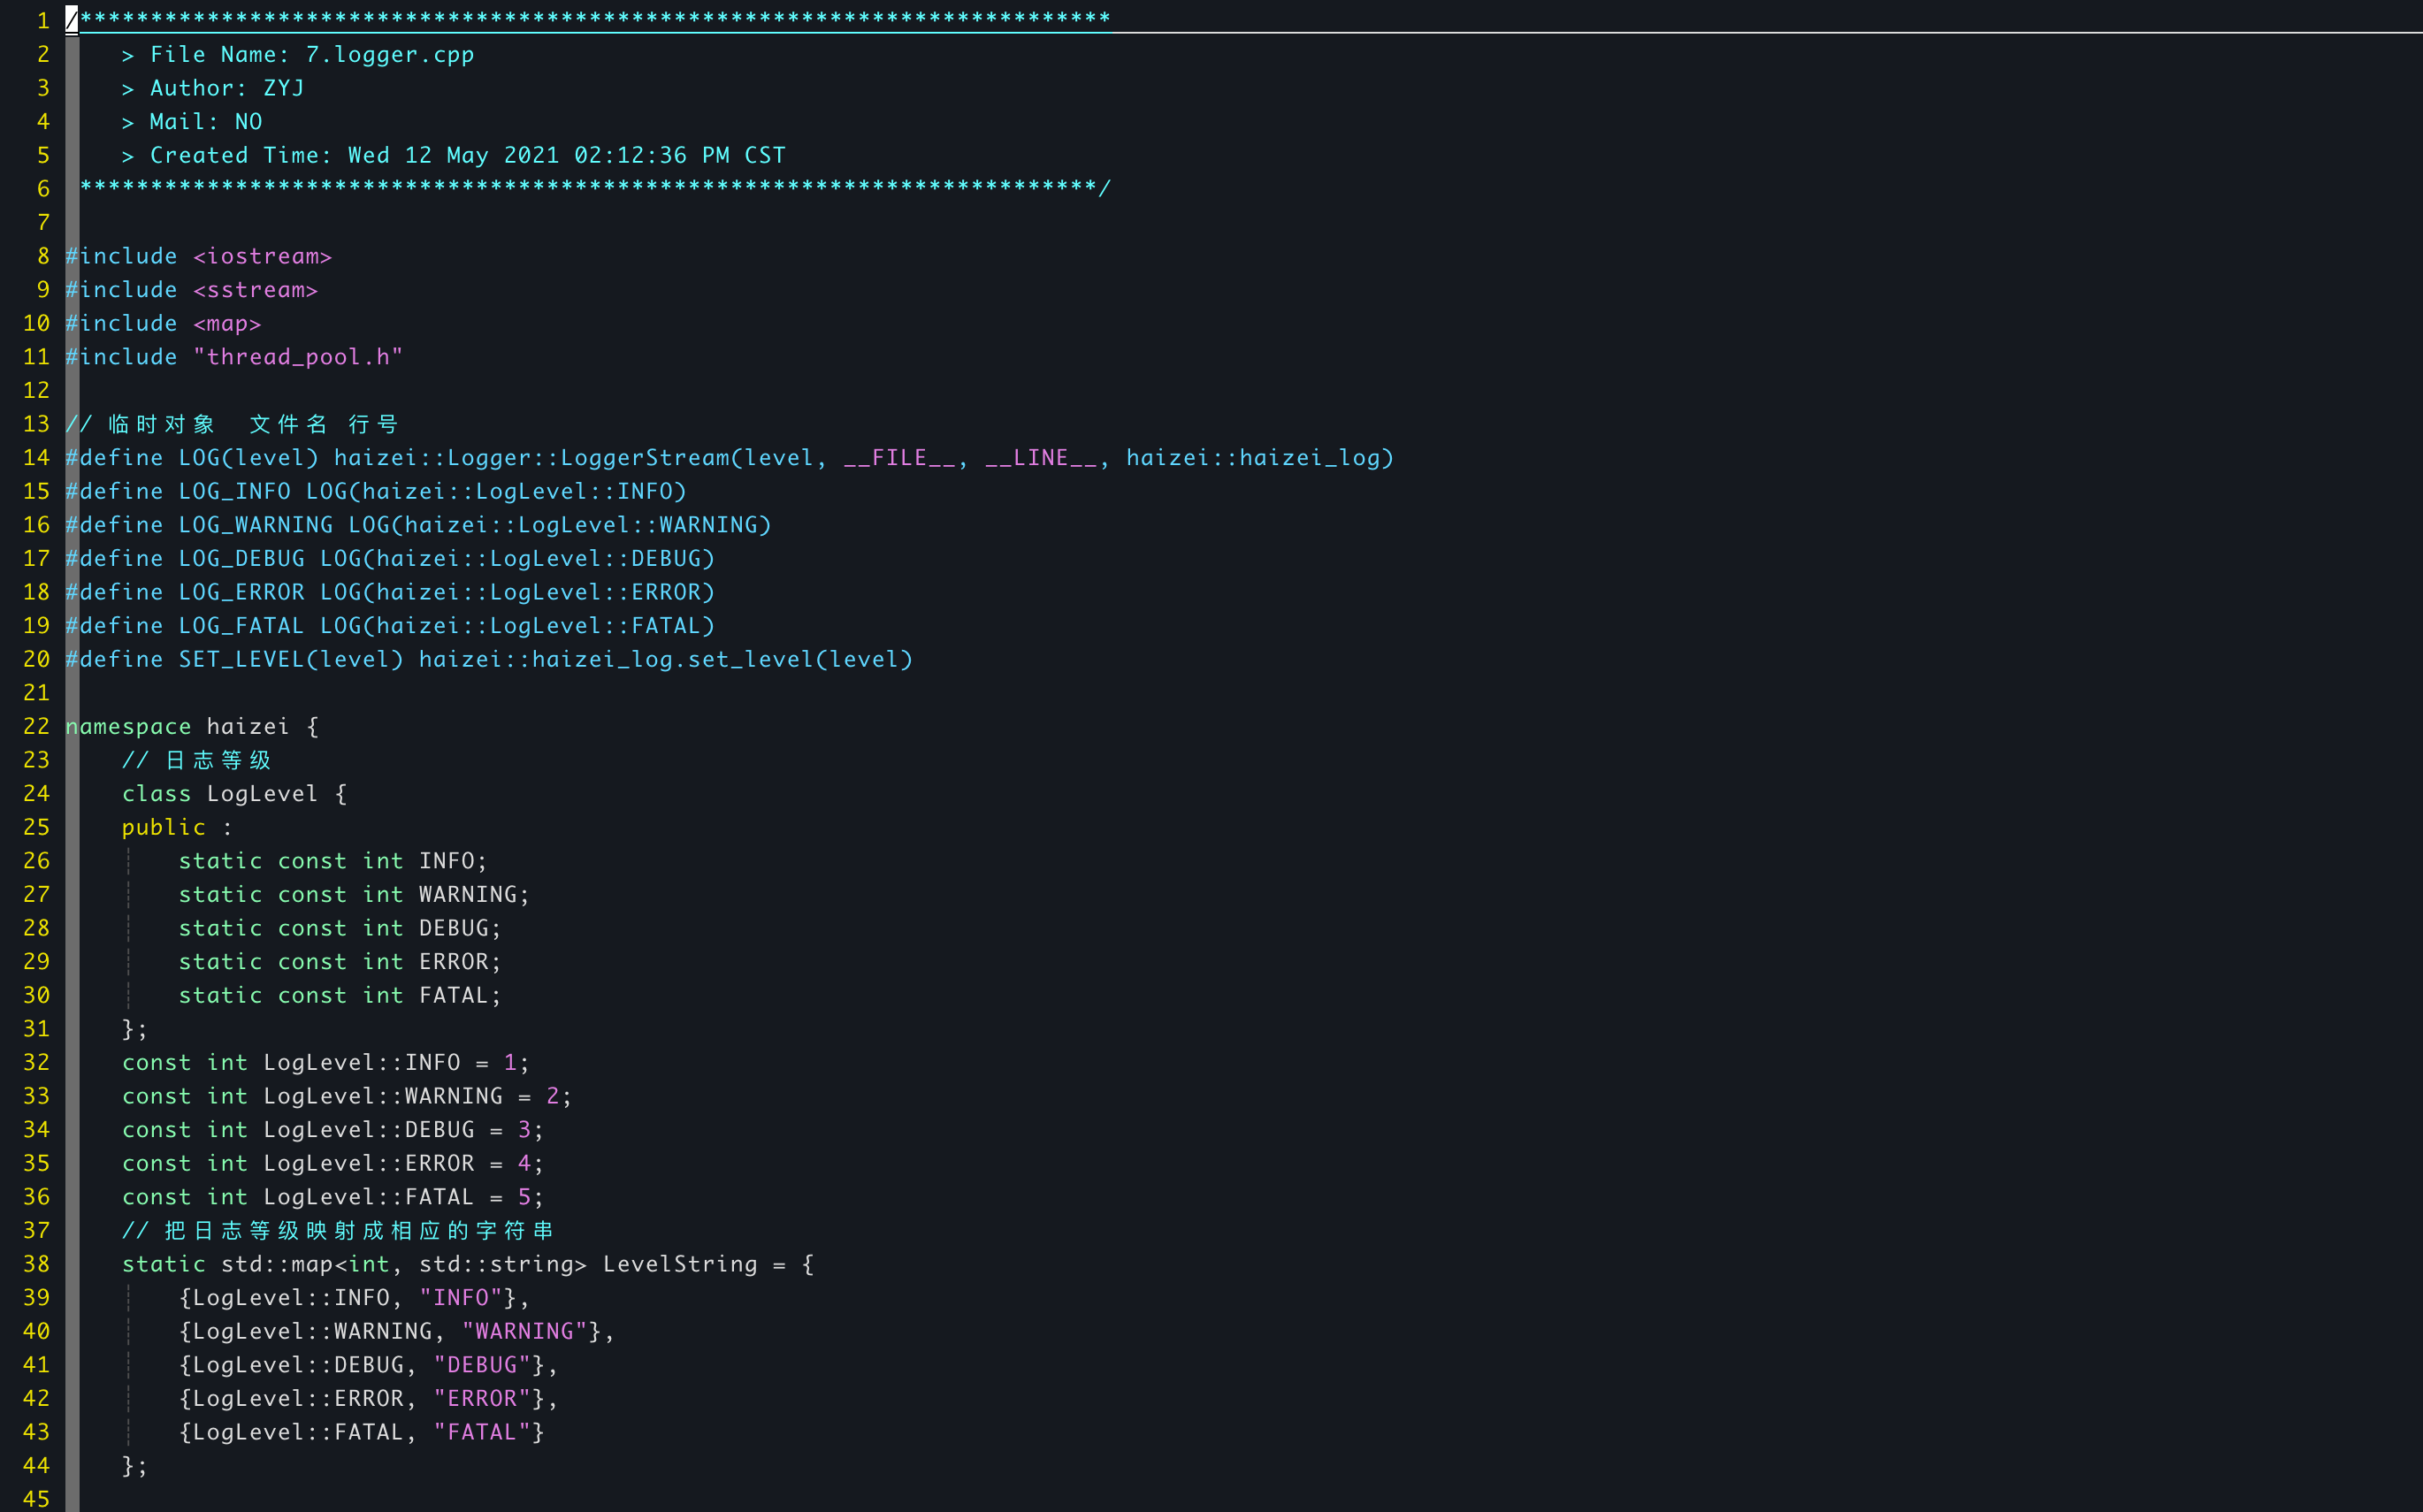 1 /*************************************************************************
2 > File Name: 7.logger.cpp
3 > Author: ZYJ
4 > Mail: NO
5 > Created Time: Wed 12 May 2021 02:12:36 PM CST
6 ************************************************************************/
7
8 #include <iostream>
9 #include <sstream>
10 #include <map>
11 #include "thread_pool.h"
12
13 // 临时对象  文件名 行号
14 #define LOG(level) haizei::Logger::LoggerStream(level, __FILE__, __LINE__, haizei::haizei_log)
15 #define LOG_INFO LOG(haizei::LogLevel::INFO)
16 #define LOG_WARNING LOG(haizei::LogLevel::WARNING)
17 #define LOG_DEBUG LOG(haizei::LogLevel::DEBUG)
18 #define LOG_ERROR LOG(haizei::LogLevel::ERROR)
19 #define LOG_FATAL LOG(haizei::LogLevel::FATAL)
20 #define SET_LEVEL(level) haizei::haizei_log.set_level(level)
21
22 namespace haizei {
23     // 日志等级
24     class LogLevel {
25     public :
26         static const int INFO;
27         static const int WARNING;
28         static const int DEBUG;
29         static const int ERROR;
30         static const int FATAL;
31     };
32     const int LogLevel::INFO = 1;
33     const int LogLevel::WARNING = 2;
34     const int LogLevel::DEBUG = 3;
35     const int LogLevel::ERROR = 4;
36     const int LogLevel::FATAL = 5;
37     // 把日志等级映射成相应的字符串
38     static std::map<int, std::string> LevelString = {
39         {LogLevel::INFO, "INFO"},
40         {LogLevel::WARNING, "WARNING"},
41         {LogLevel::DEBUG, "DEBUG"},
42         {LogLevel::ERROR, "ERROR"},
43         {LogLevel::FATAL, "FATAL"}
44     };
45